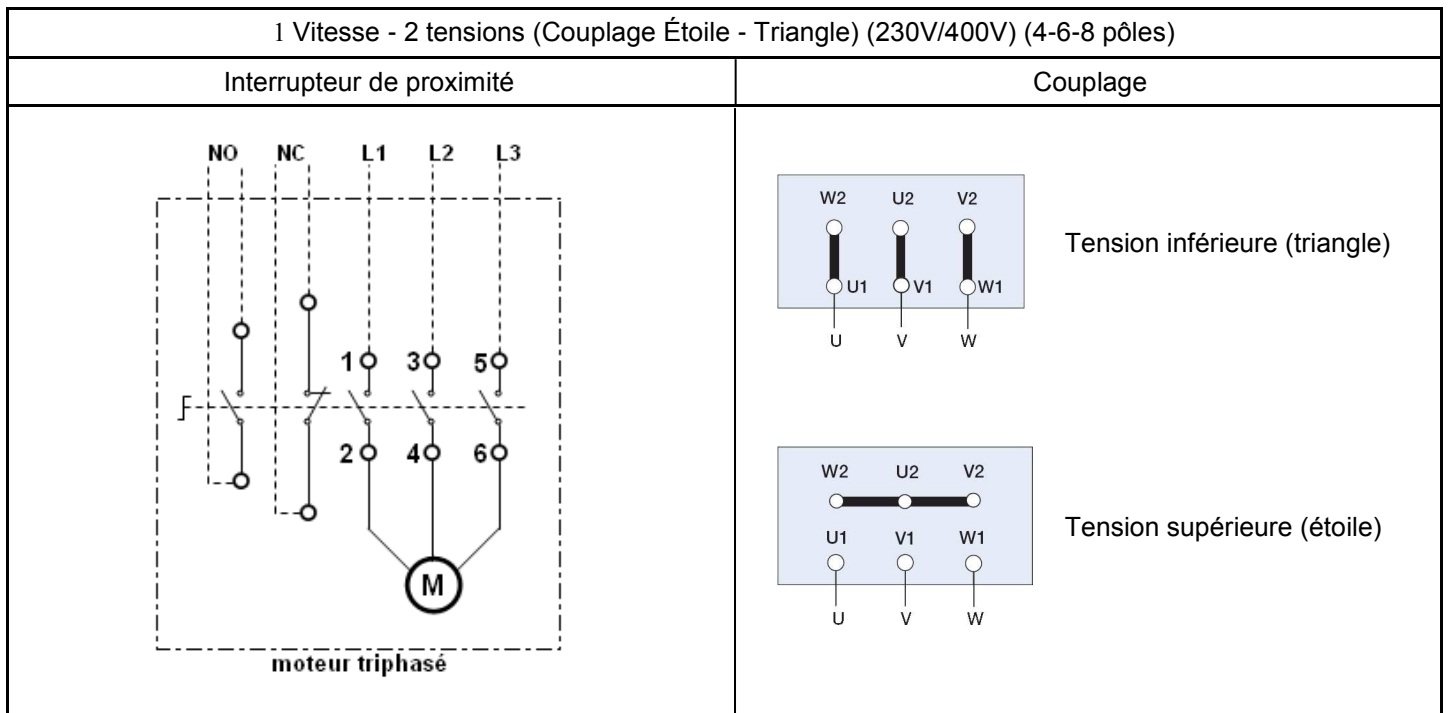 1 Vitesse - 2 tensions (Couplage Étoile - Triangle) (230V/400V) (4-6-8 pôles)
Interrupteur de proximité
Couplage
NO NC L1 L2 L3
1 3 5
2 4 6
M
moteur triphasé
W2 U2 V2
U1 V1 W1
U V W
Tension inférieure (triangle)
W2 U2 V2
U1 V1 W1
U V W
Tension supérieure (étoile)